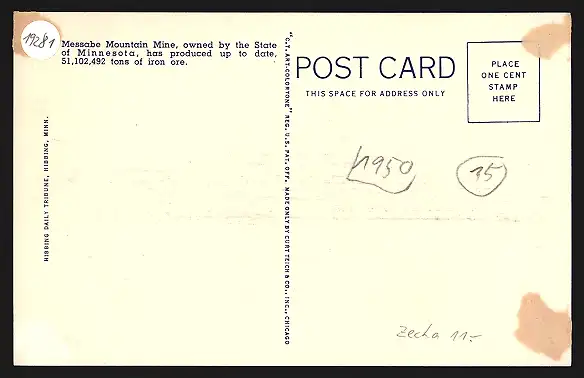 19281
Messabe Mountain Mine, owned by the State
of Minnesota, has produced up to date,
51,102,492 tons of iron ore.
HIBBING DAILY TRIBUNE, HIBBING, MINN.
"C.T. ART-COLORTONE" REG. U.S. PAT. OFF. MADE ONLY BY CURT TEICH & CO., INC., CHICAGO
POST CARD
THIS SPACE FOR ADDRESS ONLY
PLACE
ONE CENT
STAMP
HERE
1950
15
Zecha 11.-